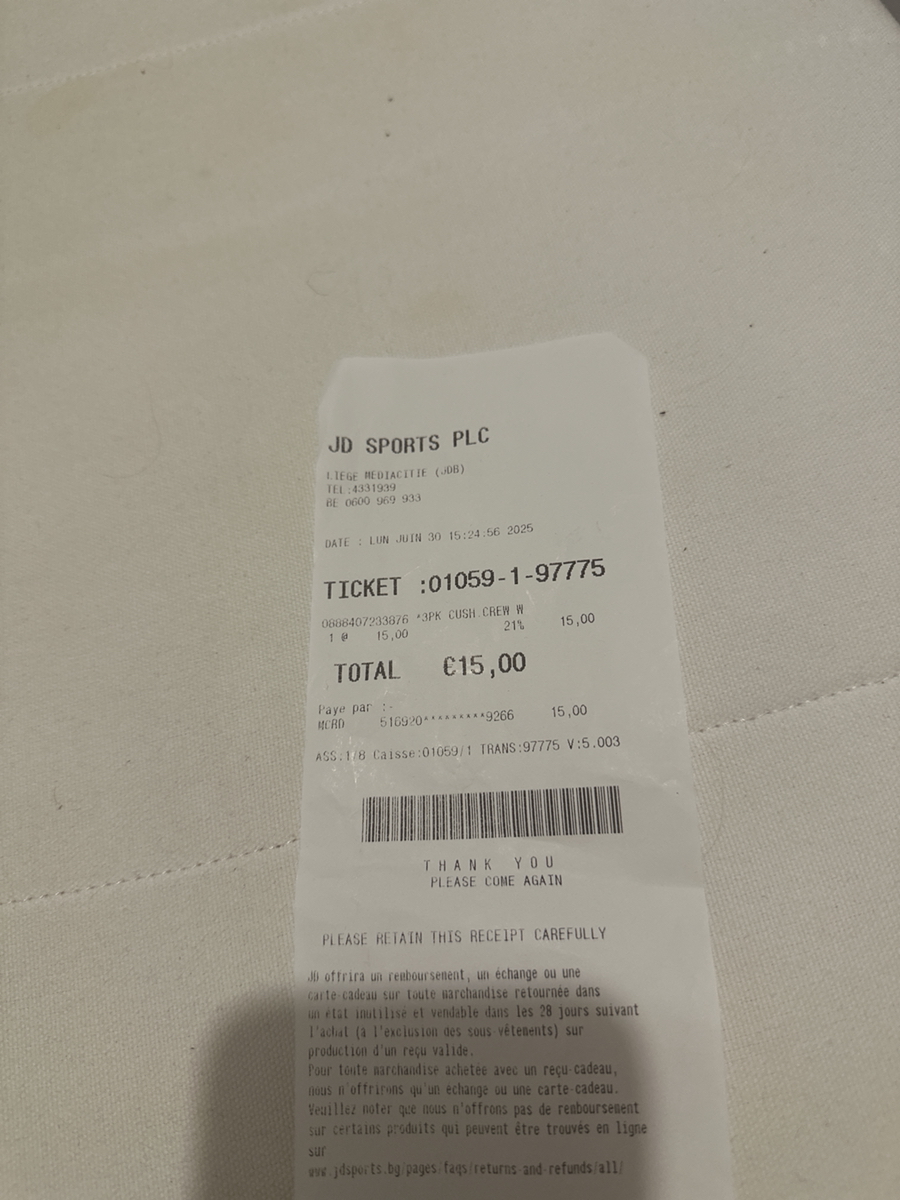 JD SPORTS PLC
LIEGE MEDIACITIE (JDB)
TEL:4331939
BE 0600 969 933
DATE : LUN JUIN 30 15:24:56 2025
TICKET :01059-1-97775
0888407233876 *3PK CUSH.CREW W 15,00
1 @ 15,00 21%
TOTAL €15,00
Paye par :-
MCRD 516920*********9266 15,00
ASS:1/8 Caisse:01059/1 TRANS:97775 V:5.003
THANK YOU
PLEASE COME AGAIN
PLEASE RETAIN THIS RECEIPT CAREFULLY
JD offrira un remboursement, un échange ou une
carte-cadeau sur toute marchandise retournée dans
un état inutilisé et vendable dans les 28 jours suivant
l'achat (à l'exclusion des sous-vêtements) sur
production d'un reçu valide.
Pour toute marchandise achetée avec un reçu-cadeau,
nous n'offrirons qu'un échange ou une carte-cadeau.
Veuillez noter que nous n'offrons pas de remboursement
sur certains produits qui peuvent être trouvés en ligne
sur
www.jdsports.bg/pages/faqs/returns-and-refunds/all/